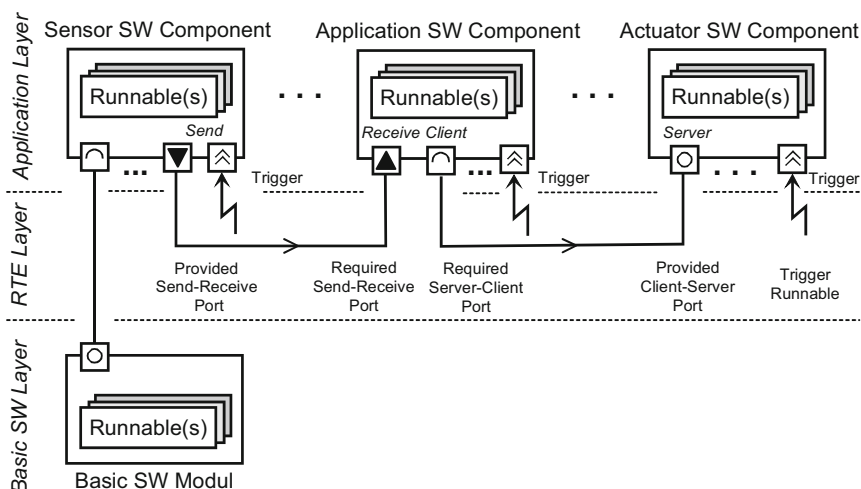 Sensor SW Component
Application SW Component
Actuator SW Component
Application Layer
Runnable(s)
. . .
Runnable(s)
. . .
Runnable(s)
Send
Receive Client
Server
...
Trigger
...
Trigger
. . .
Trigger
RTE Layer
Provided
Send-Receive
Port
Required
Send-Receive
Port
Required
Server-Client
Port
Provided
Client-Server
Port
Trigger
Runnable
Basic SW Layer
Runnable(s)
Basic SW Modul